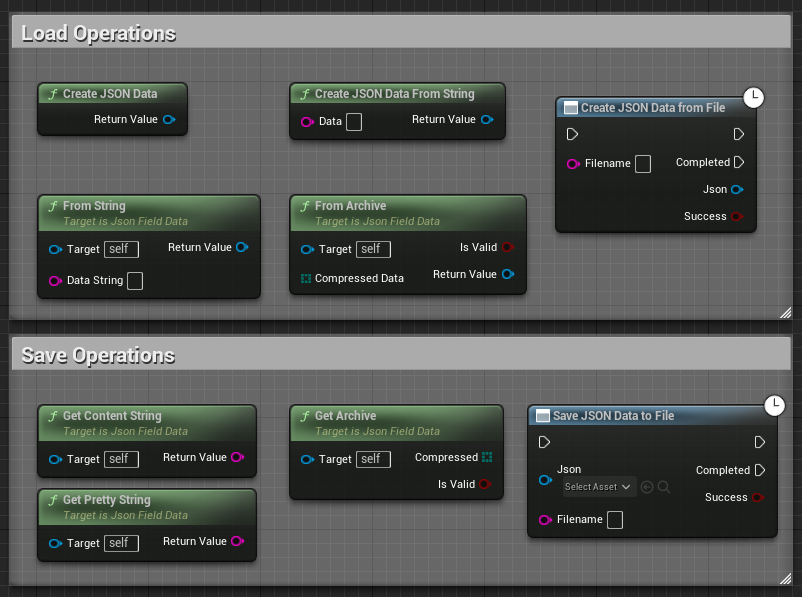 Load Operations
Create JSON Data
Return Value
Create JSON Data From String
Data
Return Value
Create JSON Data from File
Filename
Completed
Json
Success
From String
Target is Json Field Data
Target self
Return Value
Data String
From Archive
Target is Json Field Data
Target self
Is Valid
Return Value
Compressed Data
Save Operations
Get Content String
Target is Json Field Data
Target self
Return Value
Get Pretty String
Target is Json Field Data
Target self
Return Value
Get Archive
Target is Json Field Data
Target self
Compressed
Is Valid
Save JSON Data to File
Json
Select Asset
Completed
Success
Filename